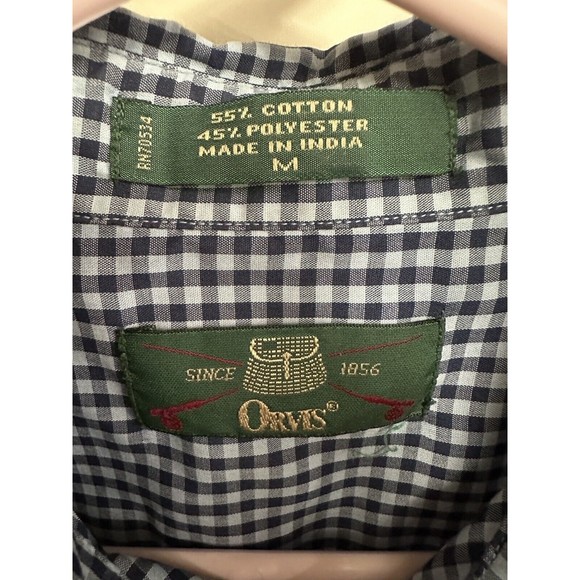 55% COTTON
45% POLYESTER
MADE IN INDIA
M
RN70534
SINCE 1856
ORVIS®